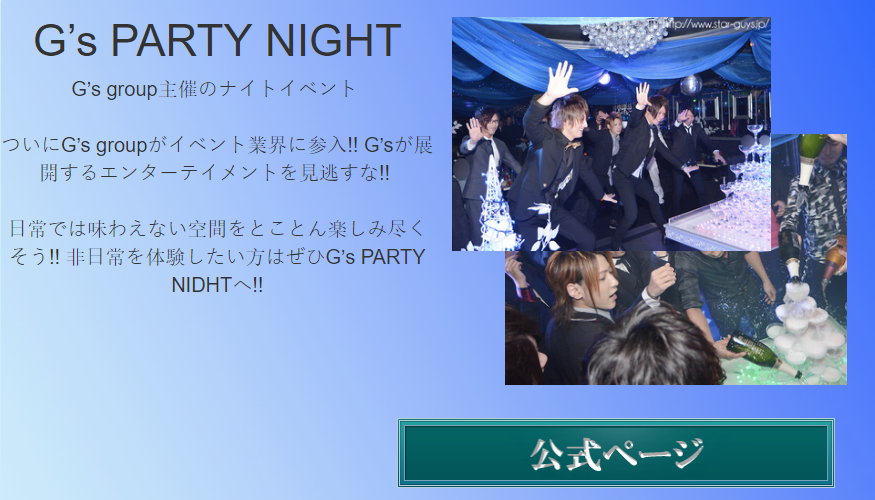 G’s PARTY NIGHT
G’s group主催のナイトイベント
ついにG’s groupがイベント業界に参入!! G’sが展
開するエンターテイメントを見逃すな!!
日常では味わえない空間をとことん楽しみ尽く
そう!! 非日常を体験したい方はぜひG’s PARTY
NIDHTへ!!
http://www.star-guys.jp/
公式ページ